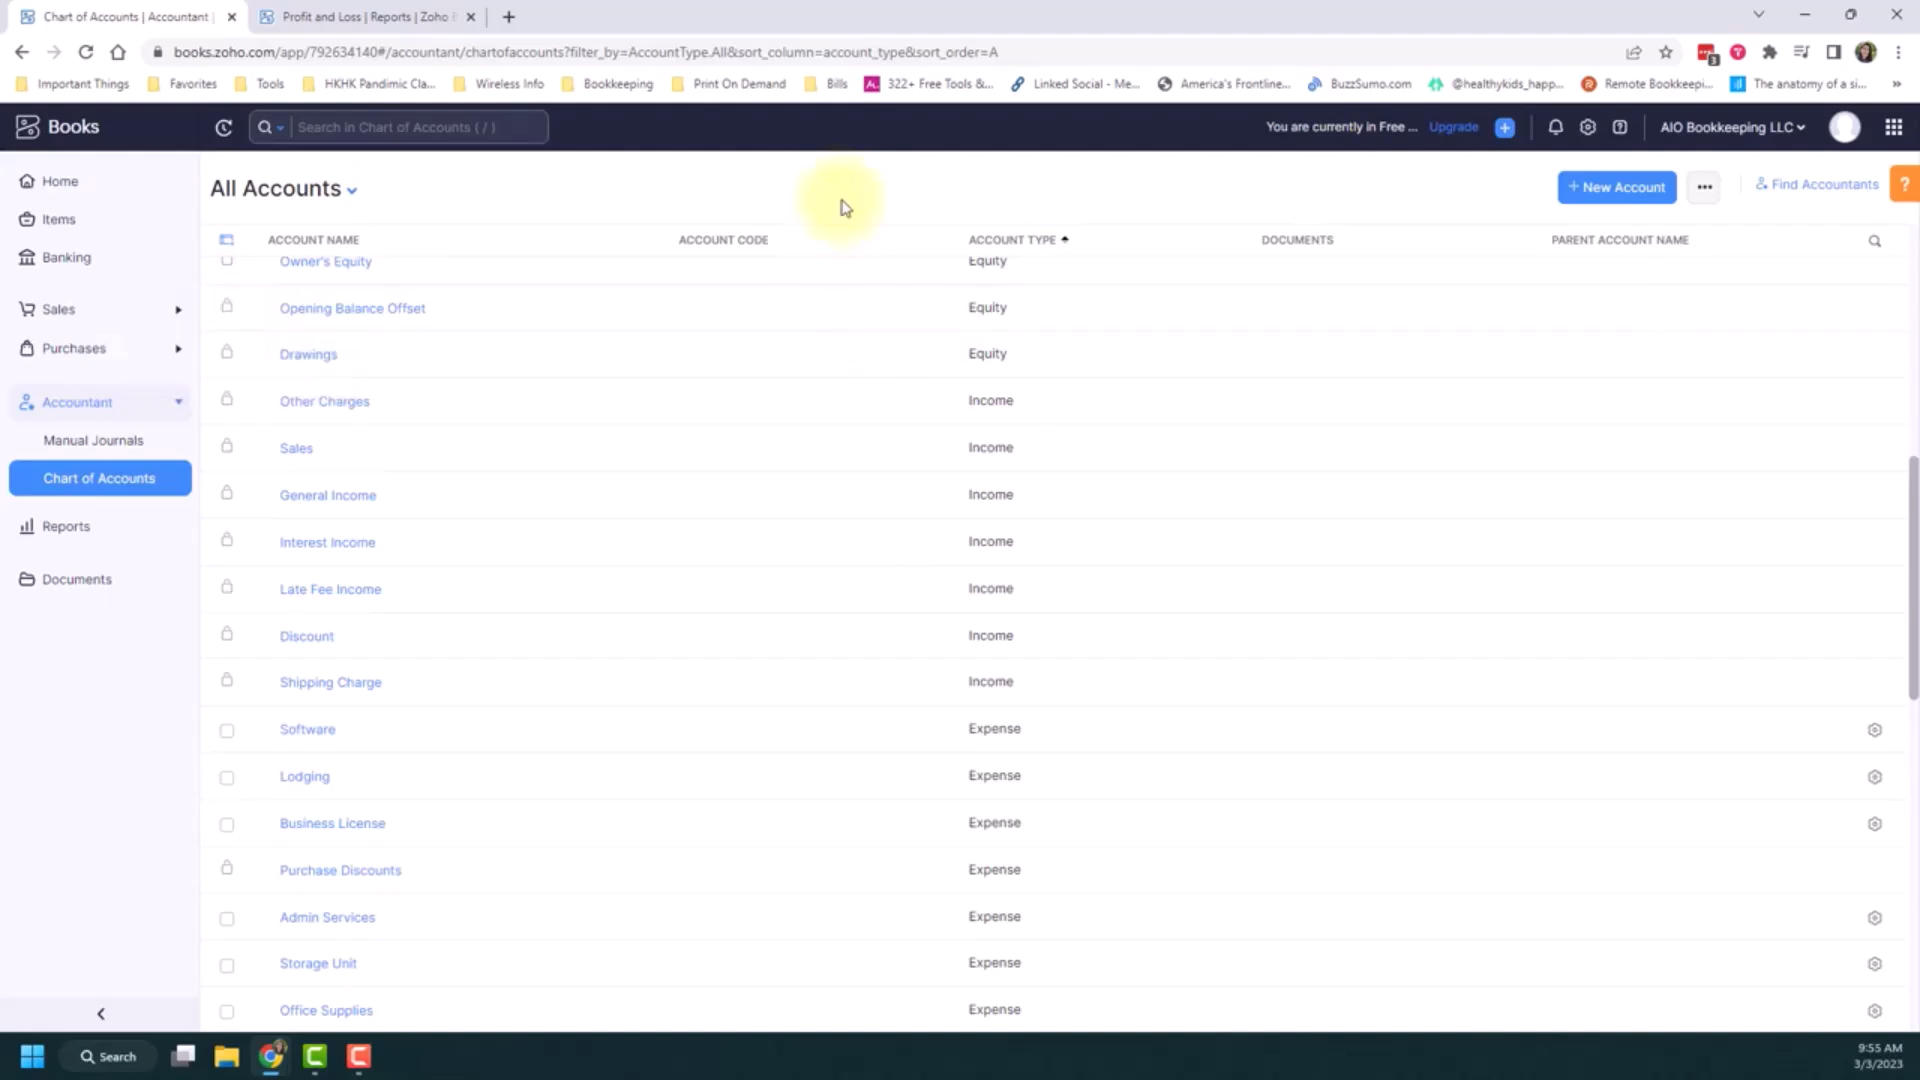 Chart of Accounts | Accountant |
Profit and Loss | Reports | Zoho
books.zoho.com/app/792634140#/accountant/chartofaccounts?filter_by=AccountType.All&sort_column=account_type&sort_order=A
3
Important Things Favorites Tools HKHK Pandimic Cla... Wireless Info Bookkeeping Print On Demand Bills 322+ Free Tools &... Linked Social - Me... America's Frontline... BuzzSumo.com @healthykids_happ... Remote Bookkeepi... The anatomy of a si... »
Books
Search in Chart of Accounts ( / )
You are currently in Free ... Upgrade
AIO Bookkeeping LLC
Home
Items
Banking
Sales
Purchases
Accountant
Manual Journals
Chart of Accounts
Reports
Documents
All Accounts
+ New Account
Find Accountants
?
ACCOUNT NAME ACCOUNT CODE ACCOUNT TYPE DOCUMENTS PARENT ACCOUNT NAME
Owner's Equity Equity
Opening Balance Offset Equity
Drawings Equity
Other Charges Income
Sales Income
General Income Income
Interest Income Income
Late Fee Income Income
Discount Income
Shipping Charge Income
Software Expense
Lodging Expense
Business License Expense
Purchase Discounts Expense
Admin Services Expense
Storage Unit Expense
Office Supplies Expense
Search
9:55 AM
3/3/2023